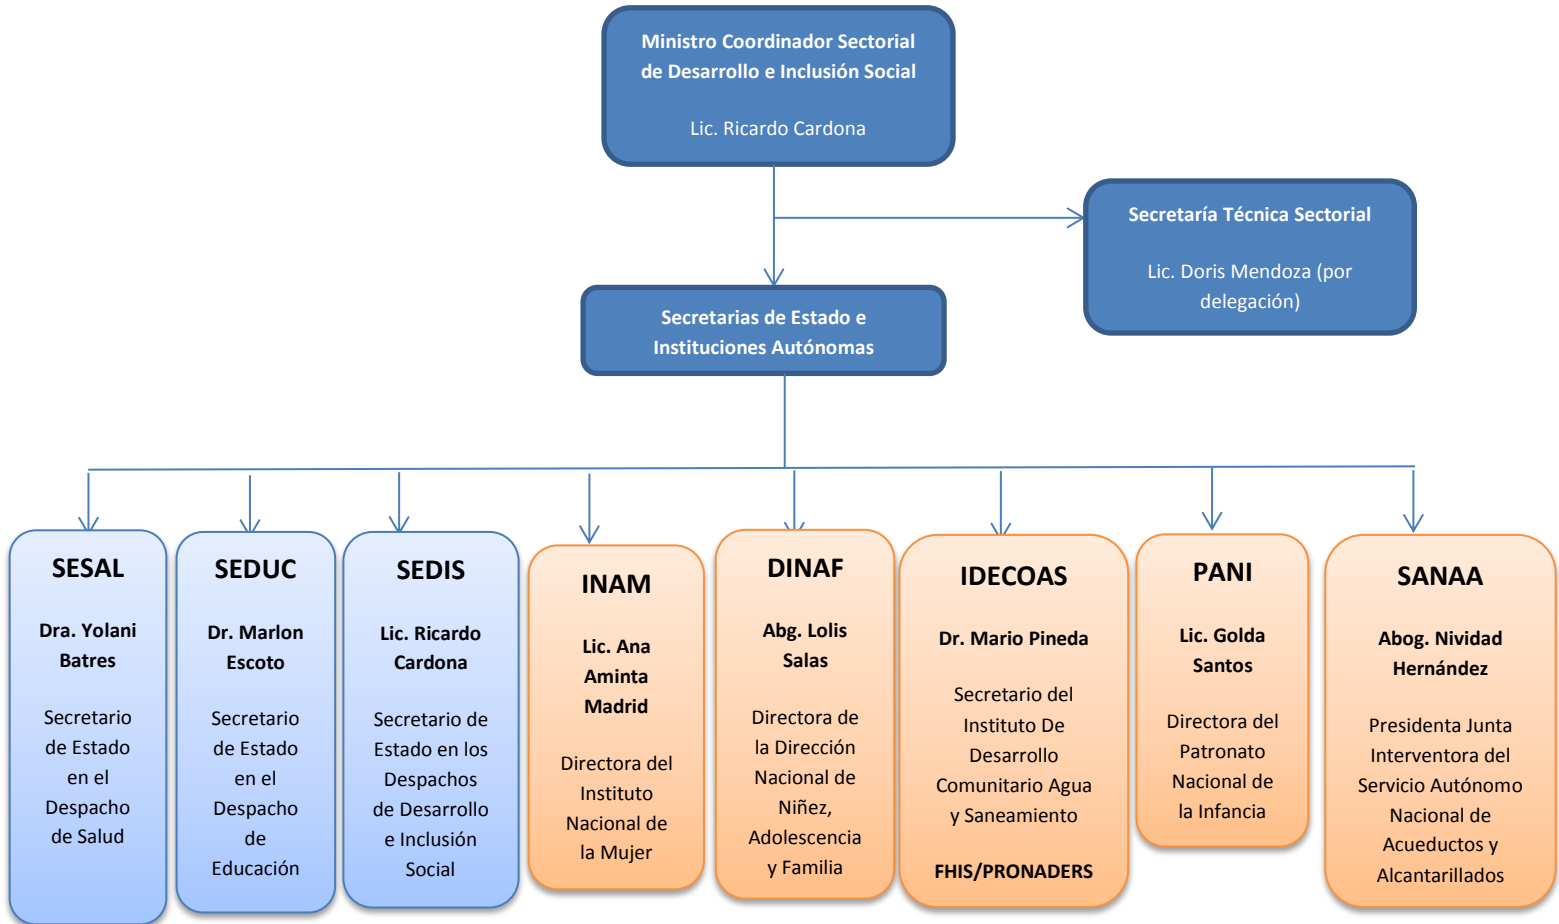 Ministro Coordinador Sectorial
de Desarrollo e Inclusión Social
Lic. Ricardo Cardona
Secretaría Técnica Sectorial
Lic. Doris Mendoza (por
delegación)
Secretarias de Estado e
Instituciones Autónomas
SESAL
Dra. Yolani
Batres
Secretario
de Estado
en el
Despacho
de Salud
SEDUC
Dr. Marlon
Escoto
Secretario
de Estado
en el
Despacho
de
Educación
SEDIS
Lic. Ricardo
Cardona
Secretario de
Estado en los
Despachos
de Desarrollo
e Inclusión
Social
INAM
Lic. Ana
Aminta
Madrid
Directora del
Instituto
Nacional de
la Mujer
DINAF
Abg. Lolis
Salas
Directora de
la Dirección
Nacional de
Niñez,
Adolescencia
y Familia
IDECOAS
Dr. Mario Pineda
Secretario del
Instituto De
Desarrollo
Comunitario Agua
y Saneamiento
FHIS/PRONADERS
PANI
Lic. Golda
Santos
Directora del
Patronato
Nacional de
la Infancia
SANAA
Abog. Nividad
Hernández
Presidenta Junta
Interventora del
Servicio Autónomo
Nacional de
Acueductos y
Alcantarillados